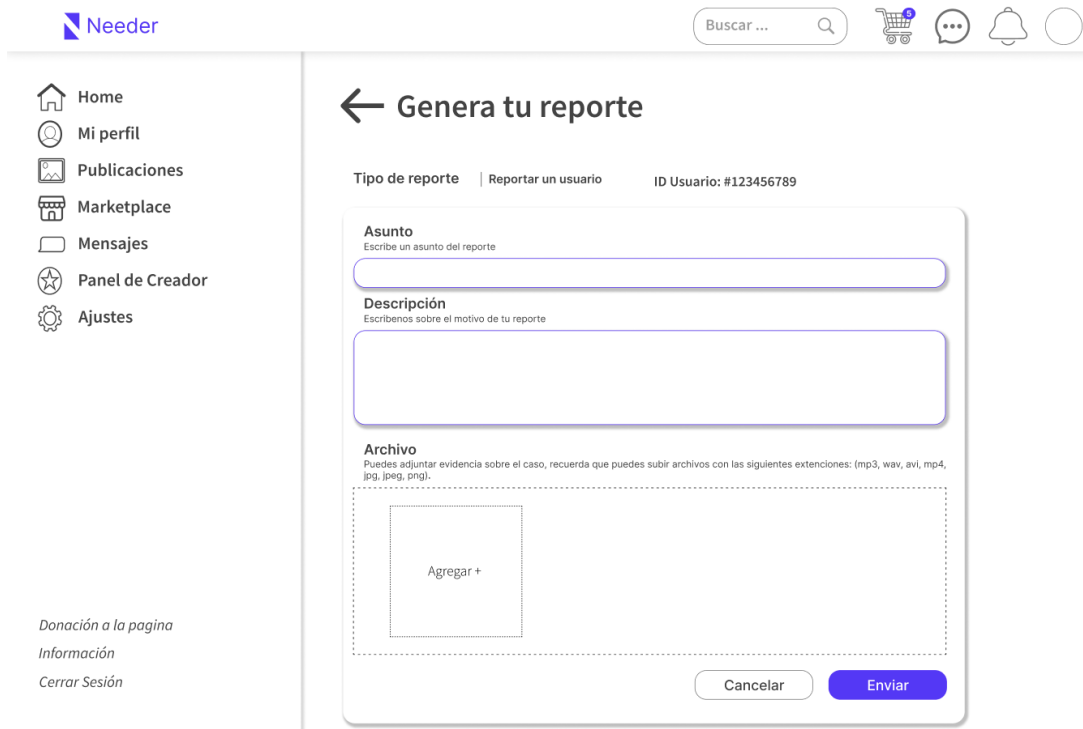 Needer
Buscar ...
5
Home
Mi perfil
Publicaciones
Marketplace
Mensajes
Panel de Creador
Ajustes
Donación a la pagina
Información
Cerrar Sesión
Genera tu reporte
Tipo de reporte | Reportar un usuario ID Usuario: #123456789
Asunto
Escribe un asunto del reporte
Descripción
Escribenos sobre el motivo de tu reporte
Archivo
Puedes adjuntar evidencia sobre el caso, recuerda que puedes subir archivos con las siguientes extenciones: (mp3, wav, avi, mp4,
jpg, jpeg, png).
Agregar +
Cancelar Enviar